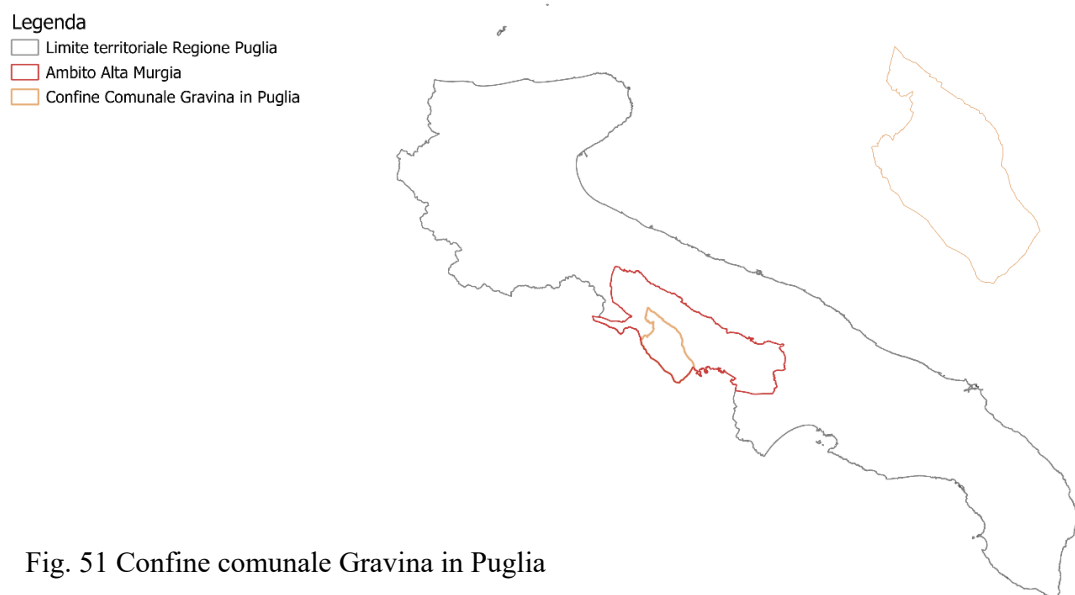 Legenda
Limite territoriale Regione Puglia
Ambito Alta Murgia
Confine Comunale Gravina in Puglia
Fig. 51 Confine comunale Gravina in Puglia